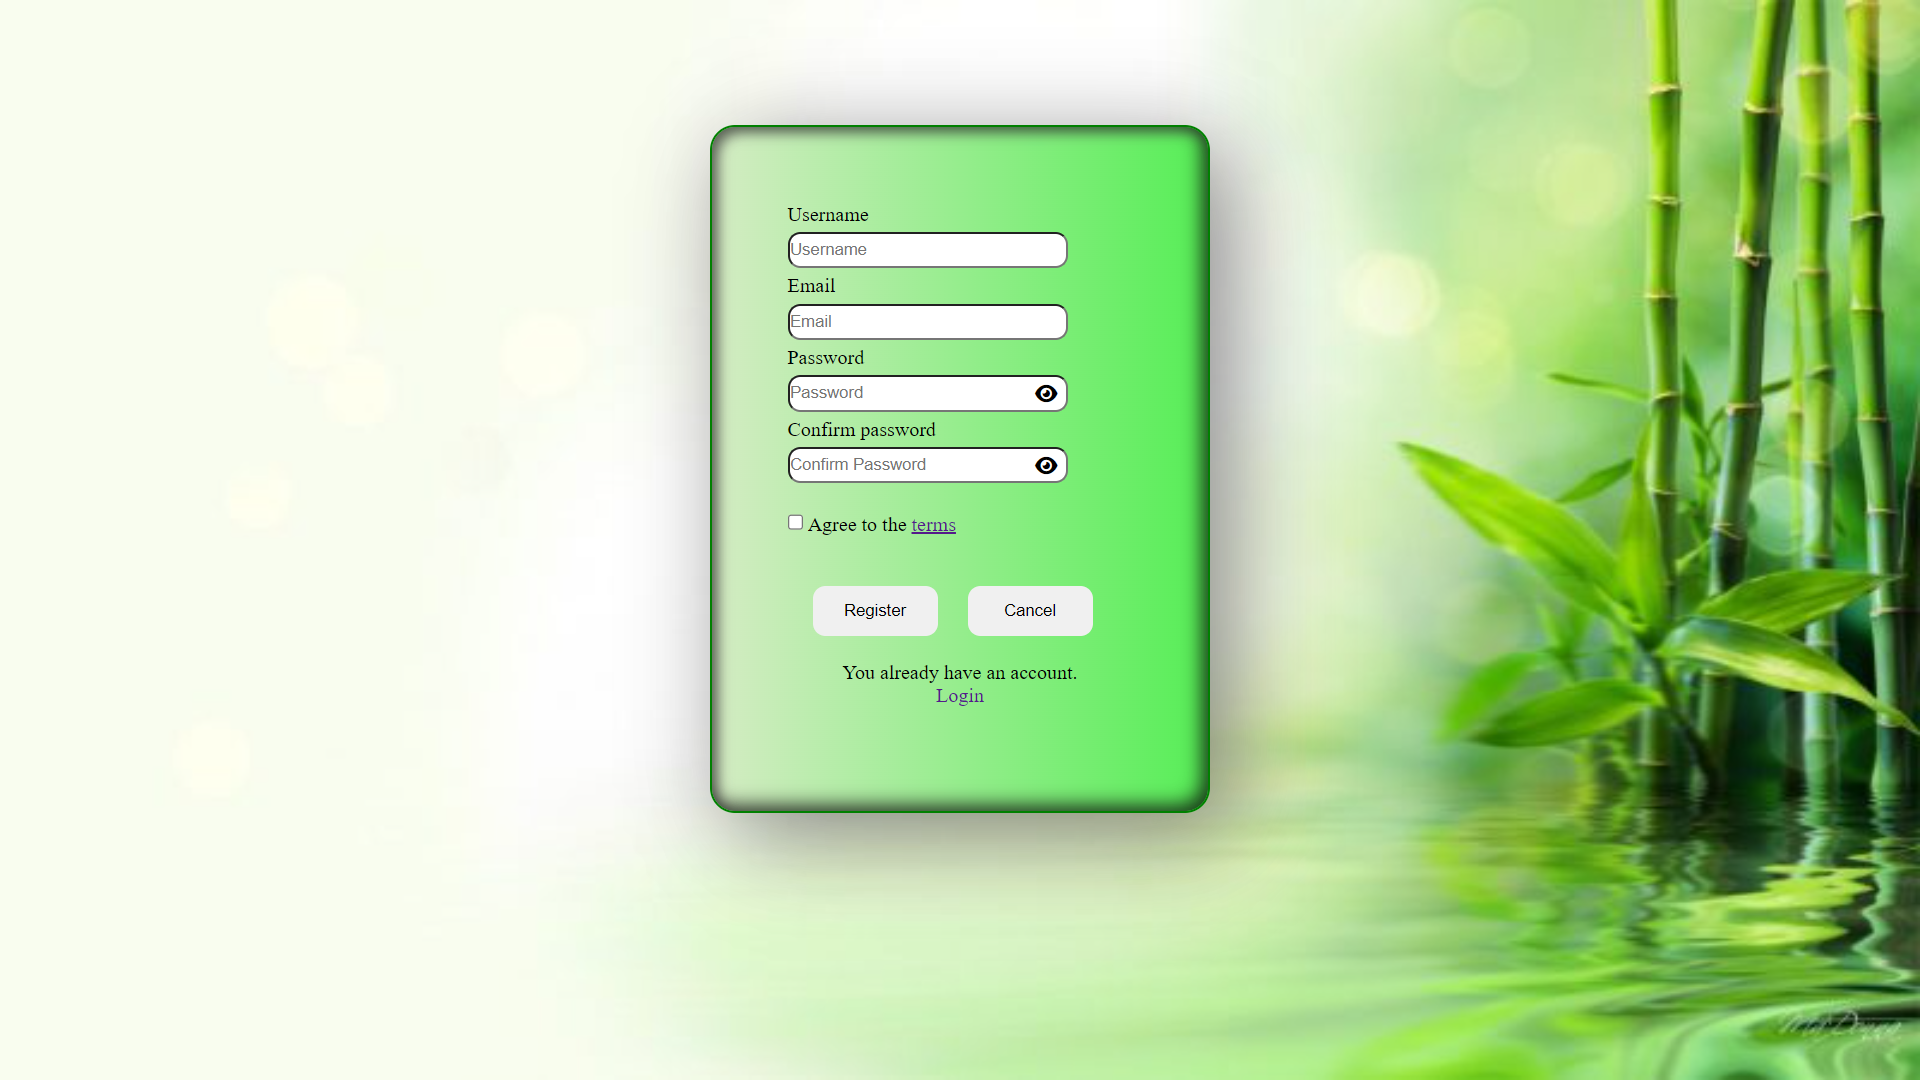 Username
Username
Email
Email
Password
Password
Confirm password
Confirm Password
Agree to the terms
Register Cancel
You already have an account.
Login